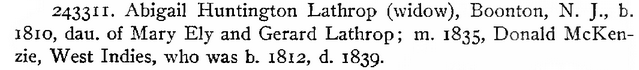 243311. Abigail Huntington Lathrop (widow), Boonton, N. J., b.
1810, dau. of Mary Ely and Gerard Lathrop; m. 1835, Donald McKen-
zie, West Indies, who was b. 1812, d. 1839.